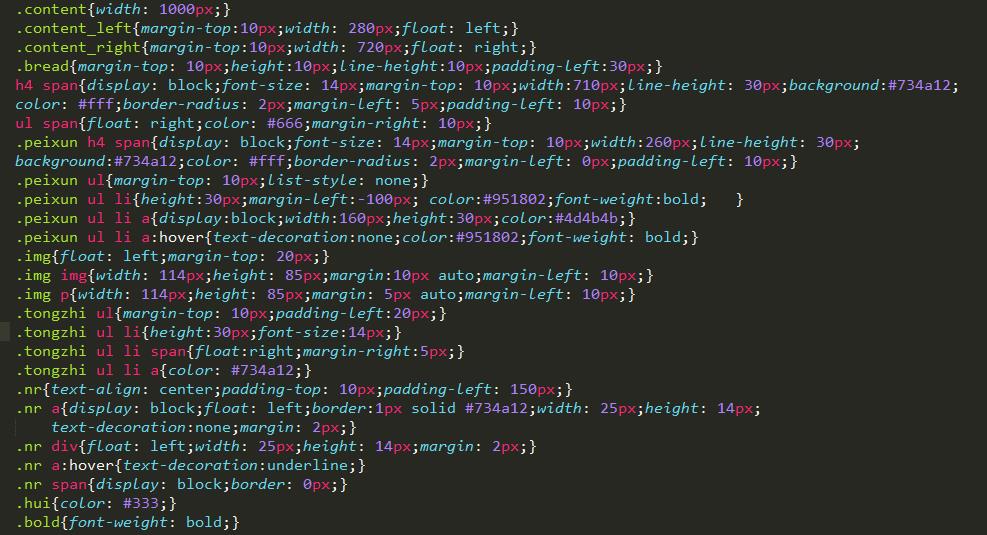 .content{width: 1000px;}
.content_left{margin-top:10px;width: 280px;float: left;}
.content_right{margin-top:10px;width: 720px;float: right;}
.bread{margin-top: 10px;height:10px;line-height:10px;padding-left:30px;}
h4 span{display: block;font-size: 14px;margin-top: 10px;width:710px;line-height: 30px;background:#734a12;
color: #fff;border-radius: 2px;margin-left: 5px;padding-left: 10px;}
ul span{float: right;color: #666;margin-right: 10px;}
.peixun h4 span{display: block;font-size: 14px;margin-top: 10px;width:260px;line-height: 30px;
background:#734a12;color: #fff;border-radius: 2px;margin-left: 0px;padding-left: 10px;}
.peixun ul{margin-top: 10px;list-style: none;}
.peixun ul li{height:30px;margin-left:-100px; color:#951802;font-weight:bold;   }
.peixun ul li a{display:block;width:160px;height:30px;color:#4d4b4b;}
.peixun ul li a:hover{text-decoration:none;color:#951802;font-weight: bold;}
.img{float: left;margin-top: 20px;}
.img img{width: 114px;height: 85px;margin:10px auto;margin-left: 10px;}
.img p{width: 114px;height: 85px;margin: 5px auto;margin-left: 10px;}
.tongzhi ul{margin-top: 10px;padding-left:20px;}
.tongzhi ul li{height:30px;font-size:14px;}
.tongzhi ul li span{float:right;margin-right:5px;}
.tongzhi ul li a{color: #734a12;}
.nr{text-align: center;padding-top: 10px;padding-left: 150px;}
.nr a{display: block;float: left;border:1px solid #734a12;width: 25px;height: 14px;
text-decoration:none;margin: 2px;}
.nr div{float: left;width: 25px;height: 14px;margin: 2px;}
.nr a:hover{text-decoration:underline;}
.nr span{display: block;border: 0px;}
.hui{color: #333;}
.bold{font-weight: bold;}